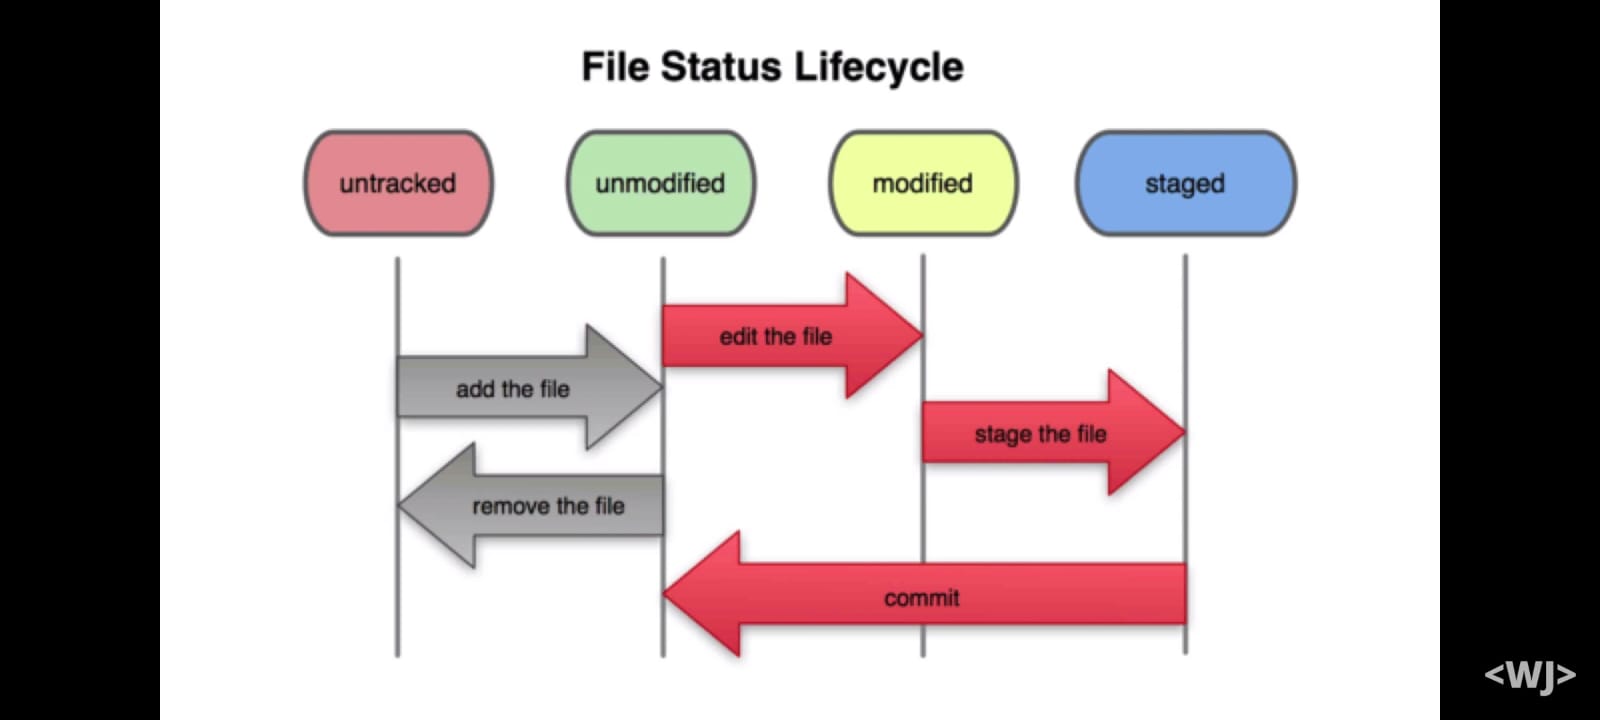 File Status Lifecycle
untracked
unmodified
modified
staged
edit the file
add the file
stage the file
remove the file
commit
<WJ>